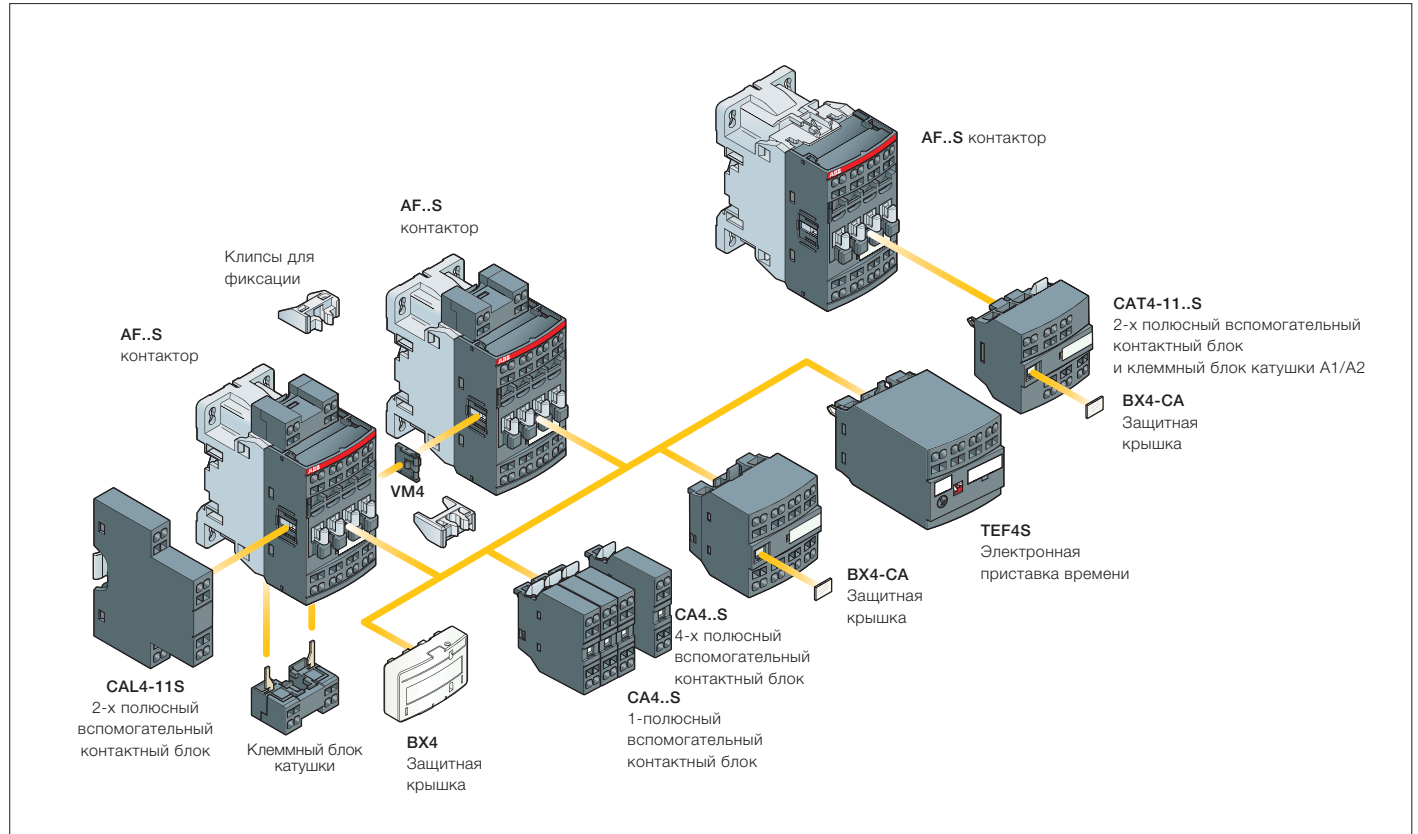 AF..S контактор
AF..S
контактор
Клипсы для
фиксации
AF..S
контактор
CAT4-11..S
2-х полюсный вспомогательный
контактный блок
и клеммный блок катушки A1/A2
BX4-CA
Защитная
крышка
VM4
TEF4S
Электронная
приставка времени
BX4-CA
Защитная
крышка
CA4..S
4-х полюсный
вспомогательный
контактный блок
CA4..S
1-полюсный
вспомогательный
контактный блок
CAL4-11S
2-х полюсный
вспомогательный
контактный блок
Клеммный блок
катушки
BX4
Защитная
крышка
ABB
ABB
ABB